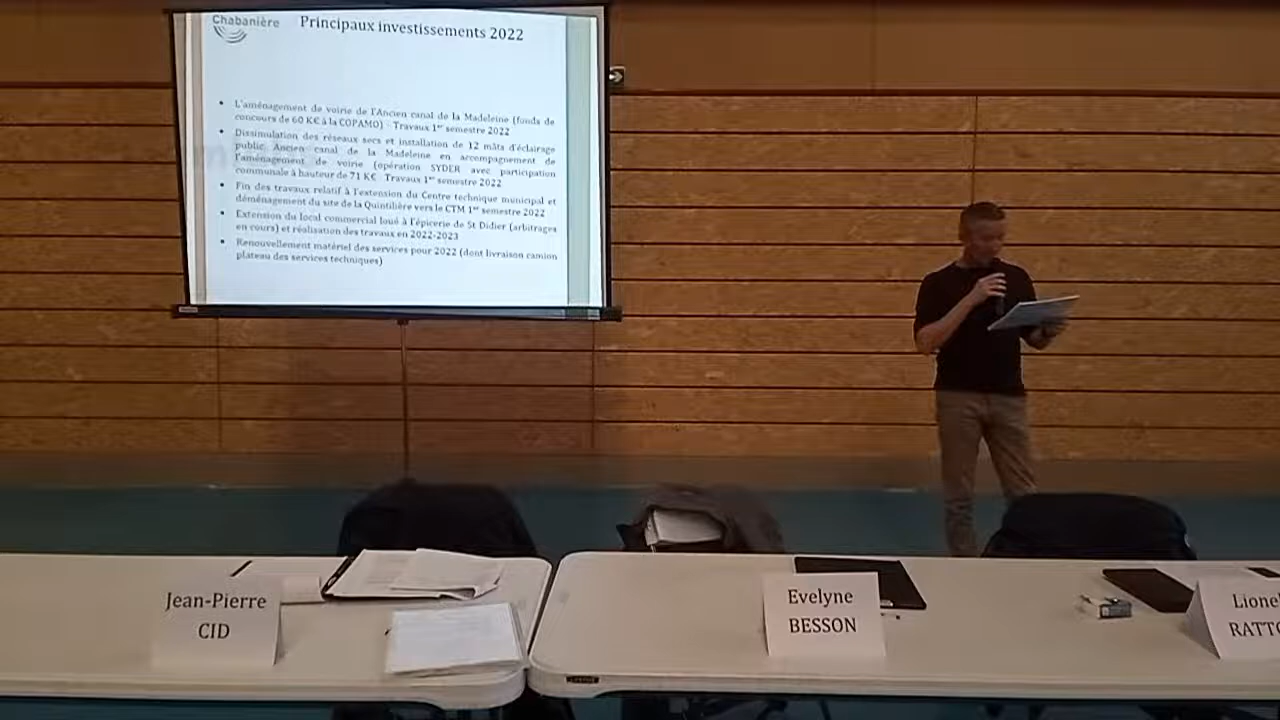 Chabanière
Principaux investissements 2022
• L'aménagement de voirie de l'Ancien canal de la Madeleine (fonds de
concours de 60 K€ à la COPAMO) - Travaux 1er semestre 2022
• Dissimulation des réseaux secs et installation de 12 mâts d'éclairage
public Ancien canal de la Madeleine en accompagnement de
l'aménagement de voirie (opération SYDER avec participation
communale à hauteur de 71 K€ Travaux 1er semestre 2022
• Fin des travaux relatif à l'extension du Centre technique municipal et
déménagement du site de la Quintilière vers le CTM 1er semestre 2022
• Extension du local commercial loué à l'épicerie de St Didier (arbitrages
en cours) et réalisation des travaux en 2022-2023
• Renouvellement matériel des services pour 2022 (dont livraison camion
plateau des services techniques)
Jean-Pierre
CID
Evelyne
BESSON
Lione
RATT